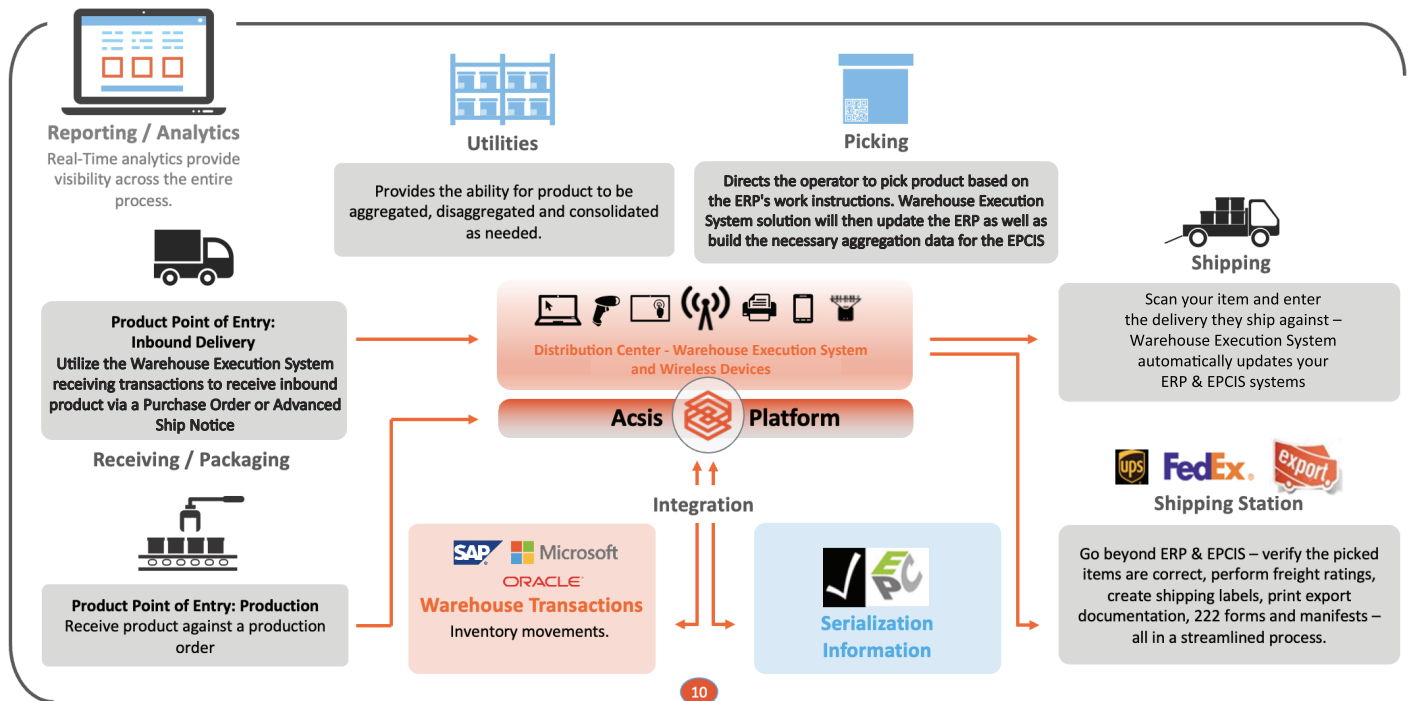 Reporting / Analytics
Real-Time analytics provide
visibility across the entire
process.
Utilities
Provides the ability for product to be
aggregated, disaggregated and consolidated
as needed.
Picking
Directs the operator to pick product based on
the ERP's work instructions. Warehouse Execution
System solution will then update the ERP as well as
build the necessary aggregation data for the EPCIS
Shipping
Scan your item and enter
the delivery they ship against –
Warehouse Execution System
automatically updates your
ERP & EPCIS systems
Product Point of Entry:
Inbound Delivery
Utilize the Warehouse Execution System
receiving transactions to receive inbound
product via a Purchase Order or Advanced
Ship Notice
Receiving / Packaging
Distribution Center - Warehouse Execution System
and Wireless Devices
Acsis Platform
Integration
ups FedEx® export
Shipping Station
Go beyond ERP & EPCIS – verify the picked
items are correct, perform freight ratings,
create shipping labels, print export
documentation, 222 forms and manifests –
all in a streamlined process.
Product Point of Entry: Production
Receive product against a production
order
SAP Microsoft
ORACLE
Warehouse Transactions
Inventory movements.
EPC
Serialization
Information
10